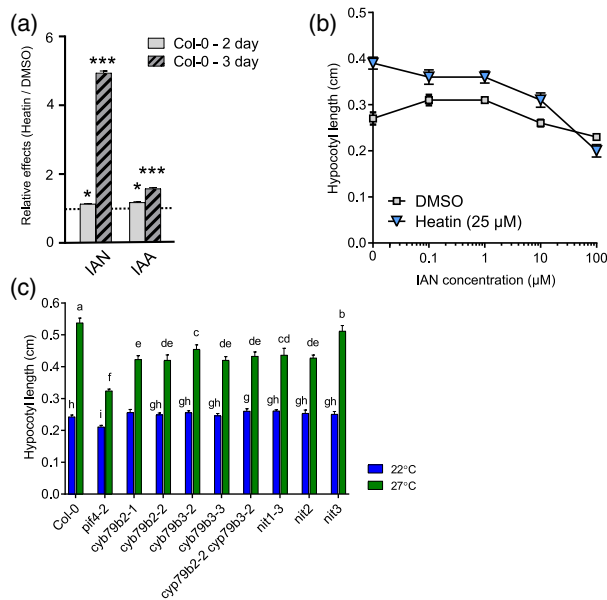 (a)
Relative effects (Heatin / DMSO)
6
4
2
0
Col-0 - 2 day
Col-0 - 3 day
***
*
***
*
IAN
IAA
(b)
Hypocotyl length (cm)
0.5
0.4
0.3
0.2
0.1
0.0
DMSO
Heatin (25 µM)
0 0.1 1 10 100
IAN concentration (µM)
(c)
Hypocotyl length (cm)
0.6
0.5
0.4
0.3
0.2
0.1
0.0
h a i f e gh de gh c gh de g de gh cd gh de gh b
22°C
27°C
Col-0
pif4-2
cyb79b2-1
cyb79b2-2
cyb79b3-2
cyb79b3-3
cyp79b2-2 cyp79b3-2
nit1-3
nit2
nit3